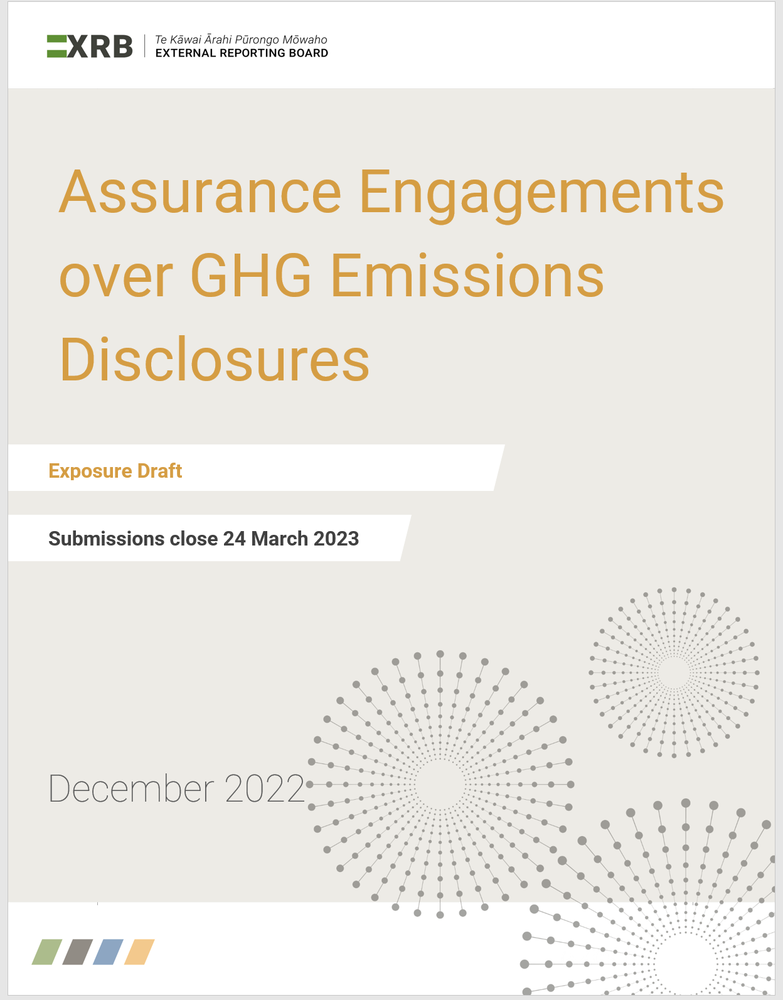 XRB
Te Kāwai Ārahi Pūrongo Mōwaho
EXTERNAL REPORTING BOARD
Assurance Engagements
over GHG Emissions
Disclosures
Exposure Draft
Submissions close 24 March 2023
December 2022